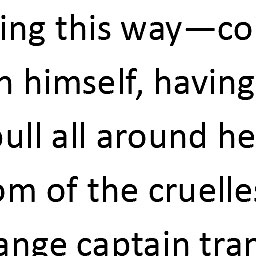 ing this way—co
n himself, having
pull all around he
om of the cruelles
ange captain tran